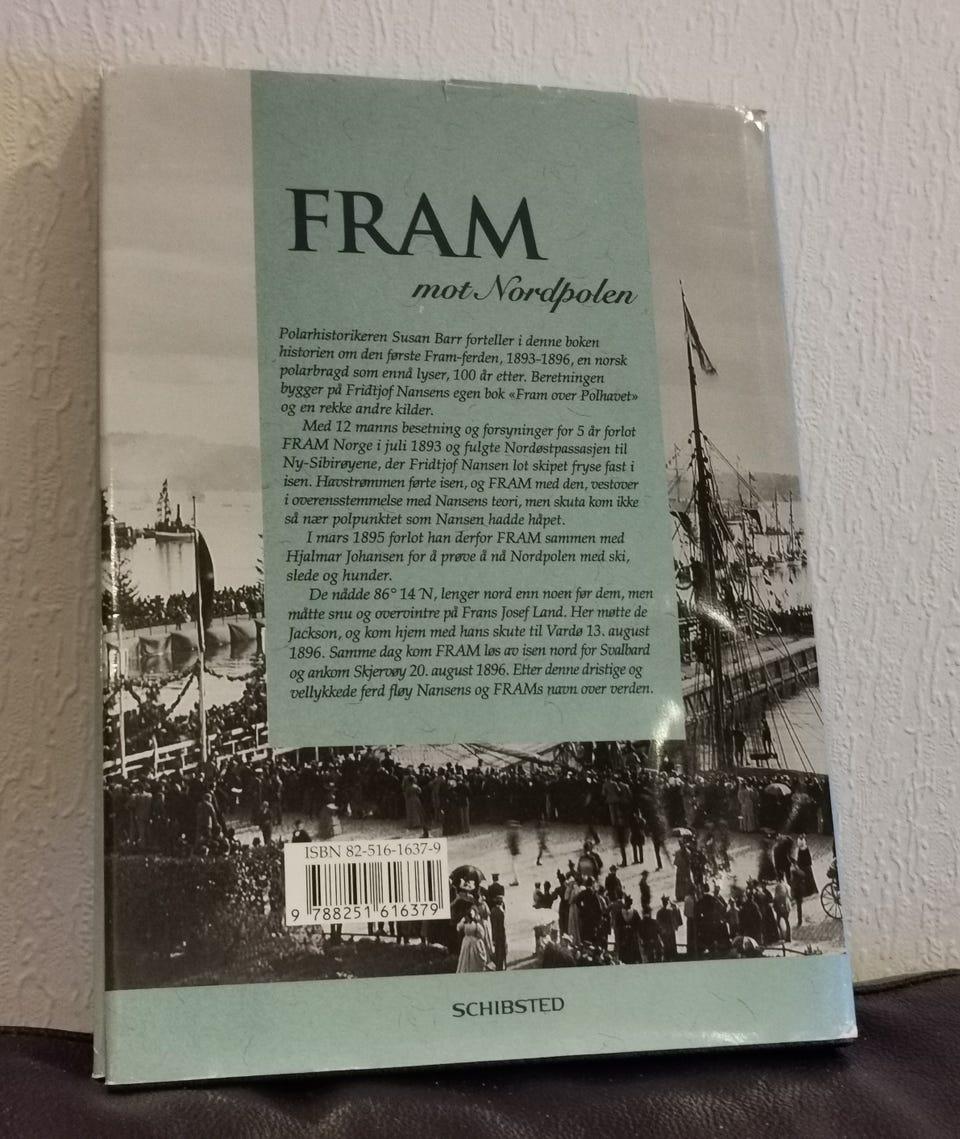 FRAM
mot Nordpolen
Polarhistorikeren Susan Barr forteller i denne boken
historien om den første Fram-ferden, 1893-1896, en norsk
polarbragd som ennå lyser, 100 år etter. Beretningen
bygger på Fridtjof Nansens egen bok «Fram over Polhavet»
og en rekke andre kilder.
Med 12 manns besetning og forsyninger for 5 år forlot
FRAM Norge i juli 1893 og fulgte Nordøstpassasjen til
Ny-Sibirøyene, der Fridtjof Nansen lot skipet fryse fast i
isen. Havstrømmen førte isen, og FRAM med den, vestover
i overensstemmelse med Nansens teori, men skuta kom ikke
så nær polpunktet som Nansen hadde håpet.
I mars 1895 forlot han derfor FRAM sammen med
Hjalmar Johansen for å prøve å nå Nordpolen med ski,
slede og hunder.
De nådde 86° 14´N, lenger nord enn noen før dem, men
måtte snu og overvintre på Frans Josef Land. Her møtte de
Jackson, og kom hjem med hans skute til Vardø 13. august
1896. Samme dag kom FRAM løs av isen nord for Svalbard
og ankom Skjervøy 20. august 1896. Etter denne dristige og
vellykkede ferd fløy Nansens og FRAMs navn over verden.
ISBN 82-516-1637-9
9 788251 616379
SCHIBSTED